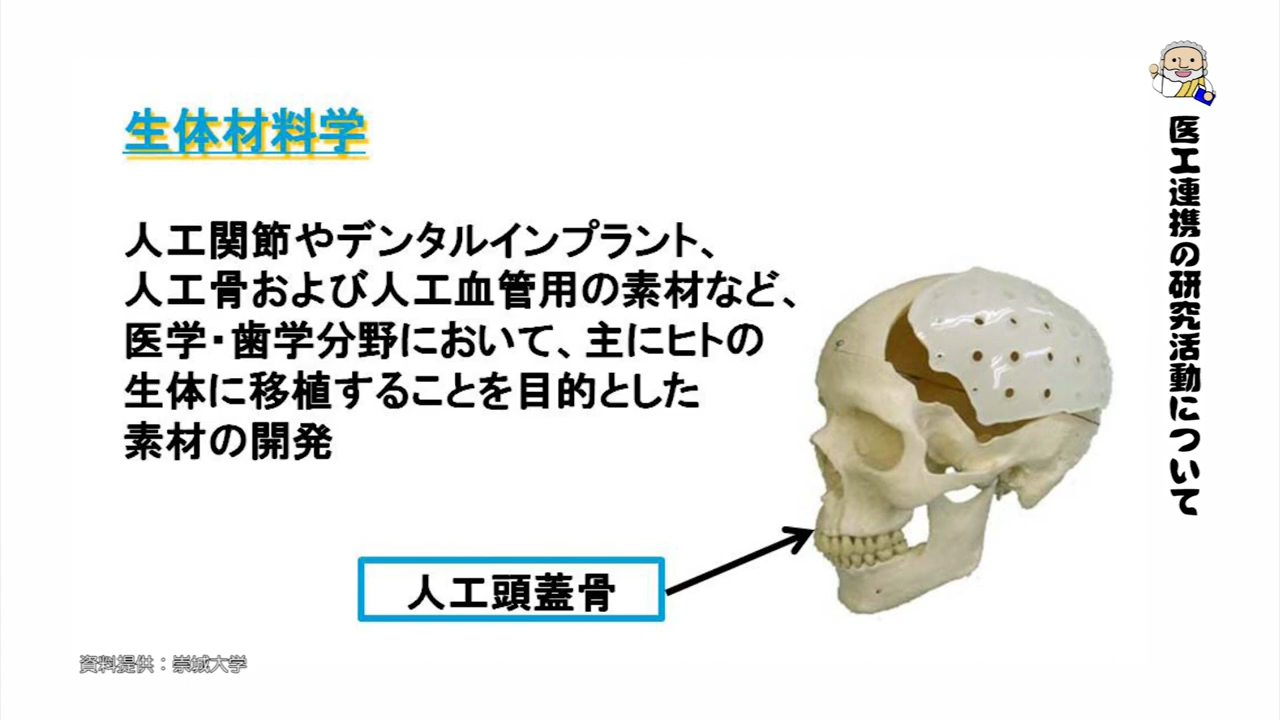 生体材料学
人工関節やデンタルインプラント、
人工骨および人工血管用の素材など、
医学・歯学分野において、主にヒトの
生体に移植することを目的とした
素材の開発
人工頭蓋骨
医工連携の研究活動について
資料提供：崇城大学